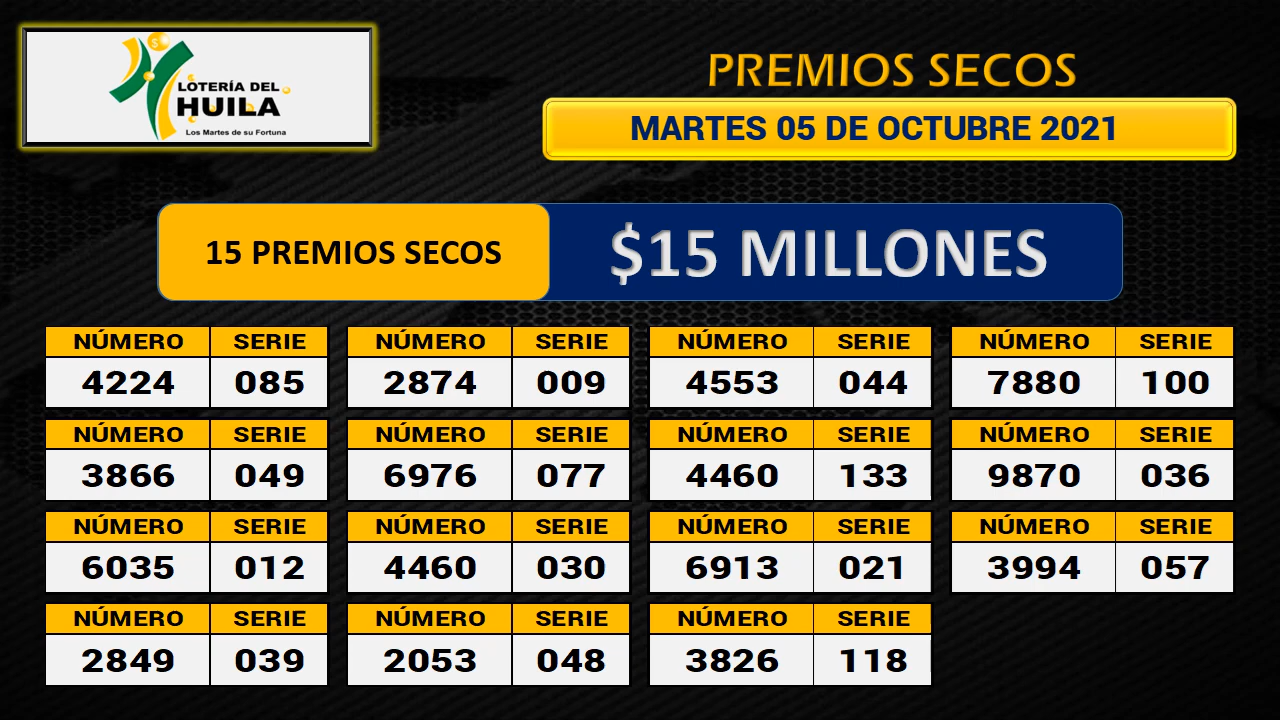 LOTERÍA DEL
HUILA
Los Martes de su Fortuna
PREMIOS SECOS
MARTES 05 DE OCTUBRE 2021
15 PREMIOS SECOS
$15 MILLONES
NÚMERO SERIE NÚMERO SERIE NÚMERO SERIE NÚMERO SERIE
4224 085 2874 009 4553 044 7880 100
NÚMERO SERIE NÚMERO SERIE NÚMERO SERIE NÚMERO SERIE
3866 049 6976 077 4460 133 9870 036
NÚMERO SERIE NÚMERO SERIE NÚMERO SERIE NÚMERO SERIE
6035 012 4460 030 6913 021 3994 057
NÚMERO SERIE NÚMERO SERIE NÚMERO SERIE
2849 039 2053 048 3826 118